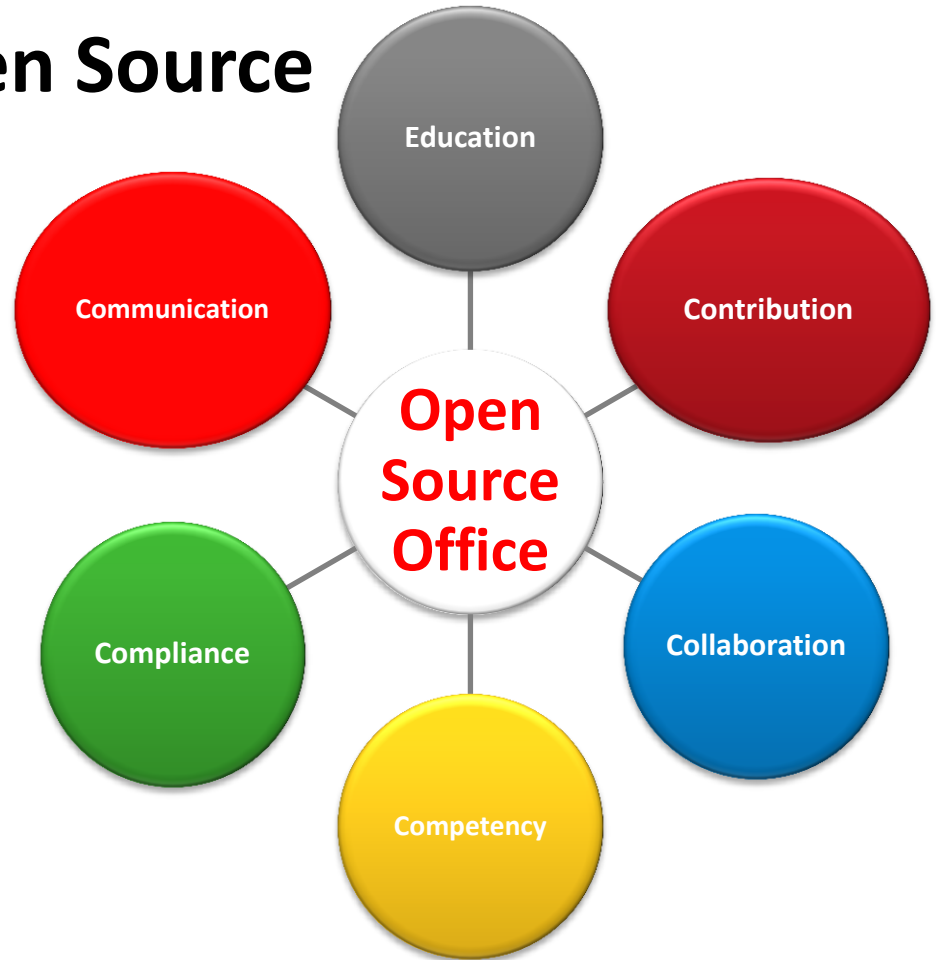 en Source
Education
Communication
Contribution
Open
Source
Office
Compliance
Collaboration
Competency